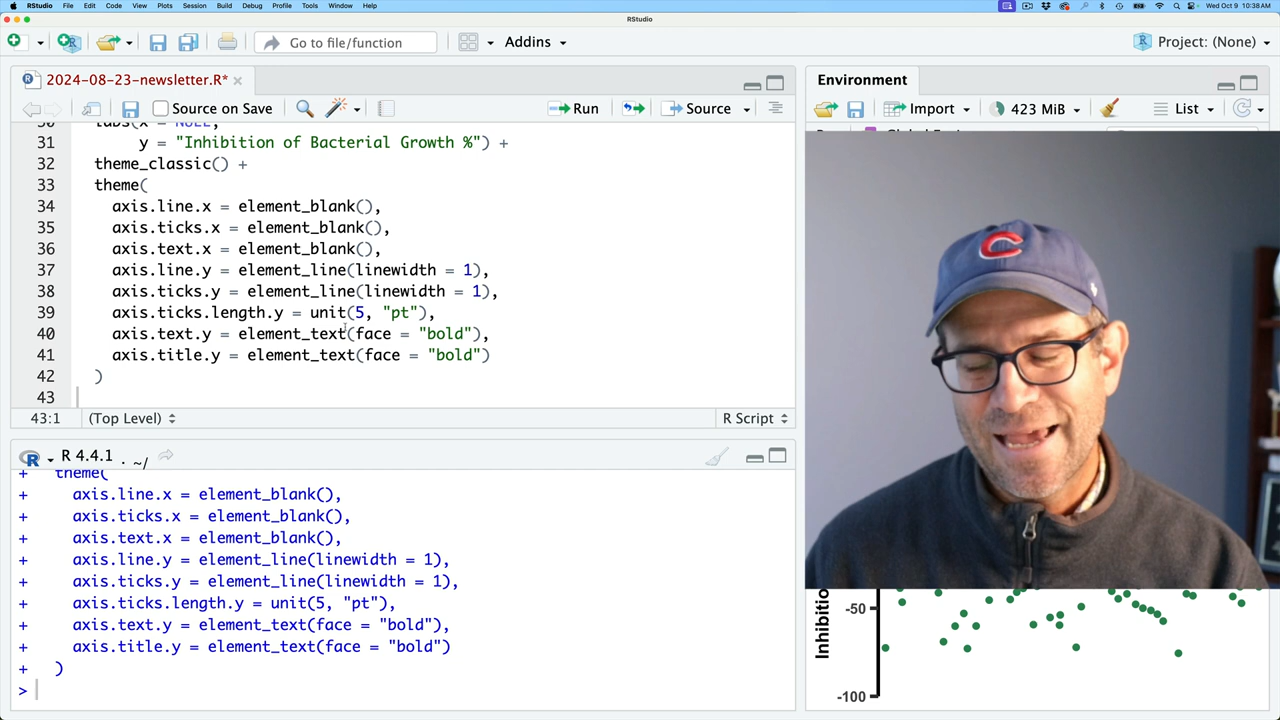 RStudio File Edit Code View Plots Session Build Debug Profile Tools Window Help Wed Oct 9 10:38 AM
RStudio
Go to file/function Addins Project: (None)
2024-08-23-newsletter.R*
Source on Save Run Source
30 labs(x = NULL,
31 y = "Inhibition of Bacterial Growth %") +
32 theme_classic() +
33 theme(
34 axis.line.x = element_blank(),
35 axis.ticks.x = element_blank(),
36 axis.text.x = element_blank(),
37 axis.line.y = element_line(linewidth = 1),
38 axis.ticks.y = element_line(linewidth = 1),
39 axis.ticks.length.y = unit(5, "pt"),
40 axis.text.y = element_text(face = "bold"),
41 axis.title.y = element_text(face = "bold")
42 )
43
43:1 (Top Level) R Script
R 4.4.1 . ~/
+ theme(
+ axis.line.x = element_blank(),
+ axis.ticks.x = element_blank(),
+ axis.text.x = element_blank(),
+ axis.line.y = element_line(linewidth = 1),
+ axis.ticks.y = element_line(linewidth = 1),
+ axis.ticks.length.y = unit(5, "pt"),
+ axis.text.y = element_text(face = "bold"),
+ axis.title.y = element_text(face = "bold")
+ )
>
Environment
Import 423 MiB List
C
Inhibitio
-50
-100